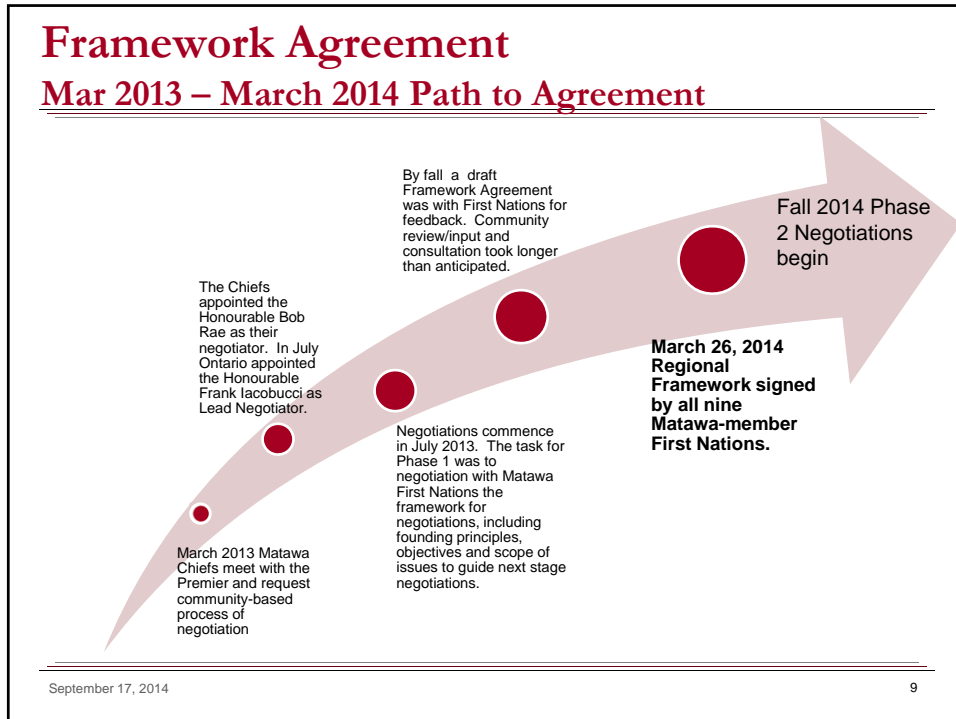 Framework Agreement
Mar 2013 – March 2014 Path to Agreement
March 2013 Matawa
Chiefs meet with the
Premier and request
community-based
process of
negotiation
The Chiefs
appointed the
Honourable Bob
Rae as their
negotiator. In July
Ontario appointed
the Honourable
Frank Iacobucci as
Lead Negotiator.
Negotiations commence
in July 2013. The task for
Phase 1 was to
negotiation with Matawa
First Nations the
framework for
negotiations, including
founding principles,
objectives and scope of
issues to guide next stage
negotiations.
By fall a draft
Framework Agreement
was with First Nations for
feedback. Community
review/input and
consultation took longer
than anticipated.
March 26, 2014
Regional
Framework signed
by all nine
Matawa-member
First Nations.
Fall 2014 Phase
2 Negotiations
begin
September 17, 2014
9